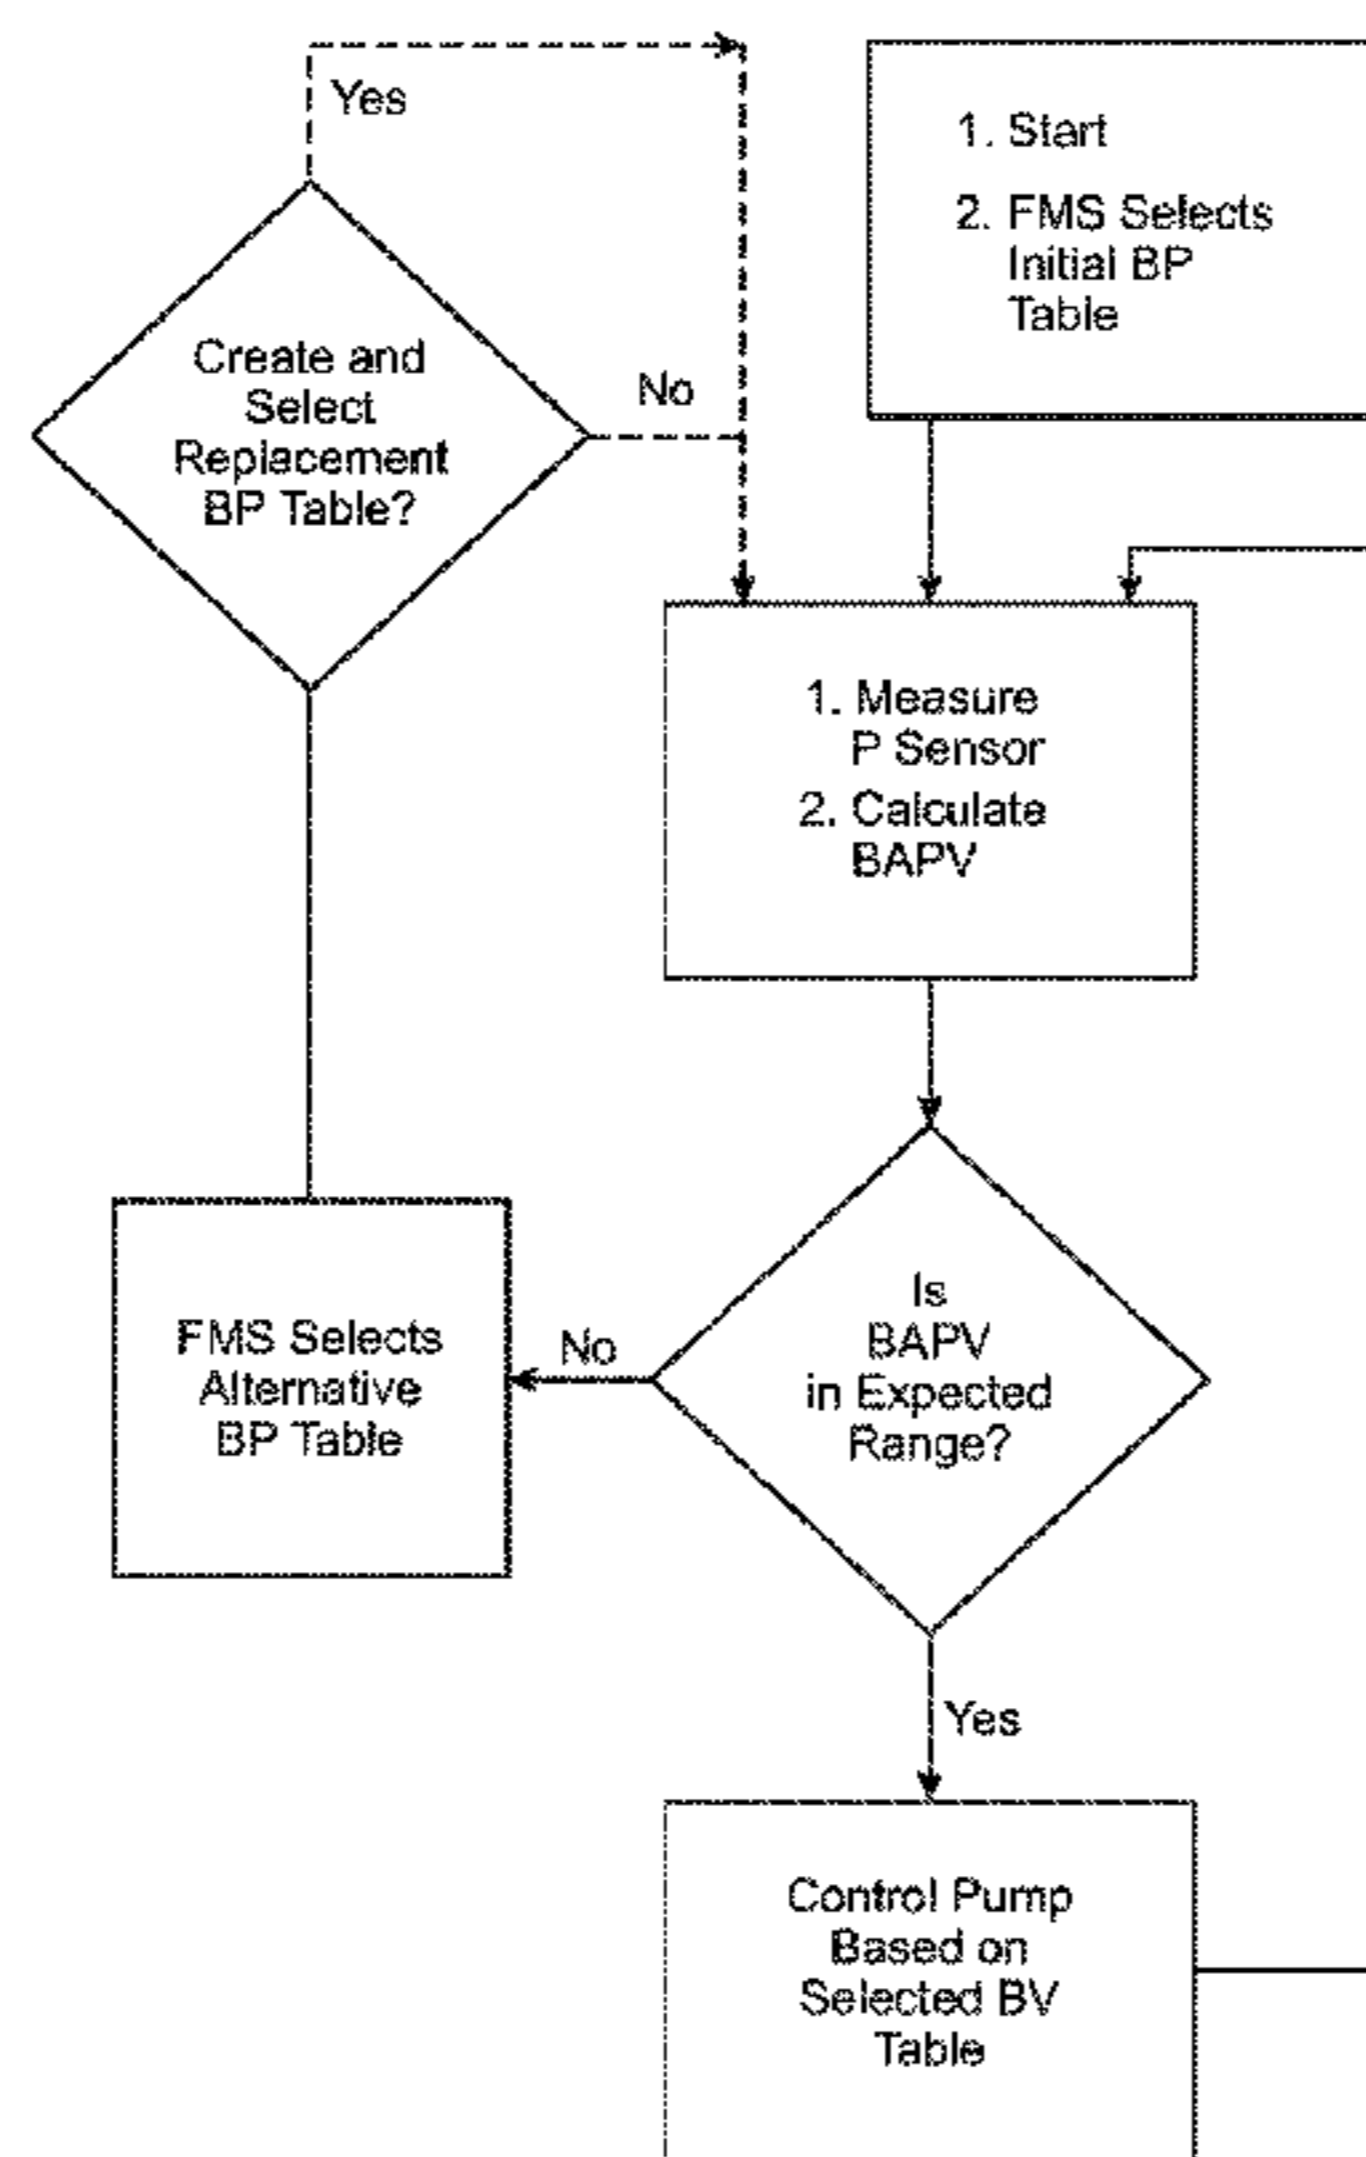 Yes
1. Start
2. FMS Selects
Initial BP
Table
Create and
Select
Replacement
BP Table?
No
1. Measure
P Sensor
2. Calculate
BAPV
Is
BAPV
in Expected
Range?
No
FMS Selects
Alternative
BP Table
Yes
Control Pump
Based on
Selected BV
Table